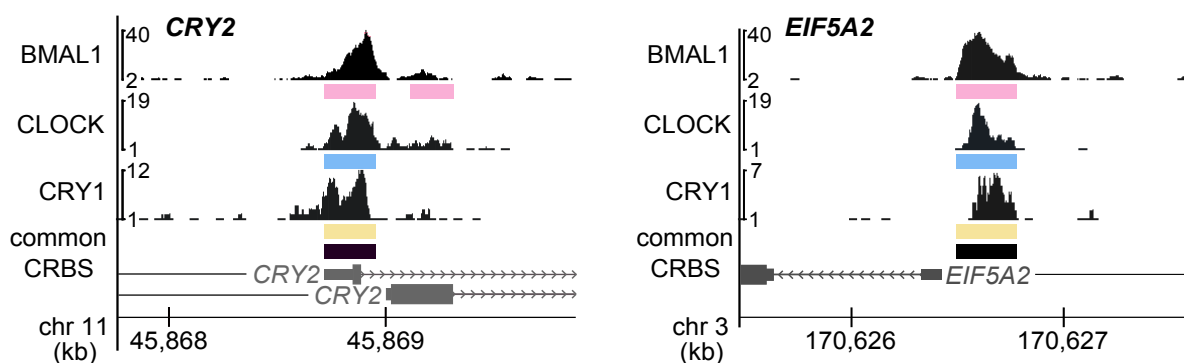 CRY2
BMAL1
40
2
CLOCK
19
1
CRY1
12
1
common
CRBS
CRY2
CRY2
chr 11
(kb)
45,868
45,869
EIF5A2
BMAL1
40
2
CLOCK
19
1
CRY1
7
1
common
CRBS
EIF5A2
chr 3
(kb)
170,626
170,627